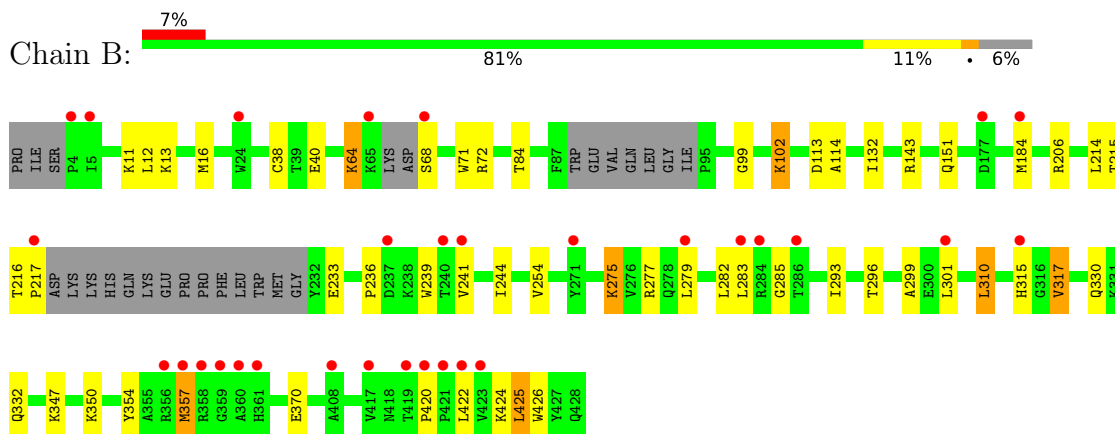 7%
Chain B:
81% 11% • 6%
PRO ILE SER P4 I5 K11 L12 K13 M16 W24 C38 T39 E40 K64 K65 LYS ASP S68 W71 R72 T84 F87 TRP GLU VAL GLN LEU GLY ILE P95 G99 K102 D113 A114 I132 R143 Q151 D177 M184 R206 L214 T215
T216 P217 ASP LYS LYS HIS GLN LYS GLU PRO PRO PHE LEU TRP MET GLY Y232 E233 P236 D237 K238 W239 T240 V241 I244 V254 Y271 K275 V276 R277 Q278 L279 L282 L283 R284 G285 T286 I293 T296 A299 E300 L301 L310 H315 G316 V317 Q330 K331
Q332 K347 K350 Y354 A355 R356 M357 R358 G359 A360 H361 E370 A408 V417 N418 T419 P420 P421 L422 V423 K424 L425 W426 Y427 Q428